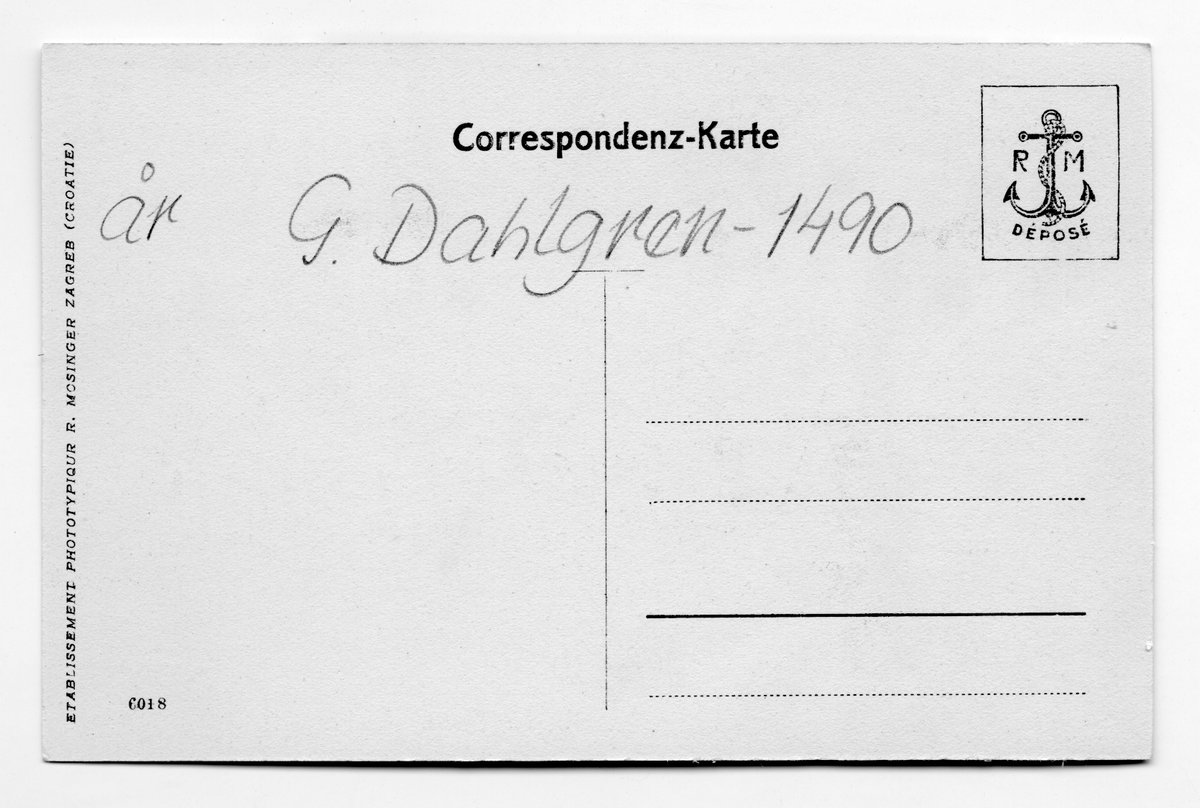 Correspondenz-Karte
R M
DÉPOSÉ
år G. Dahlgren - 1490
ETABLISSEMENT PHOTOTYPIQUR R. MOSINGER ZAGREB (CROATIE)
6018